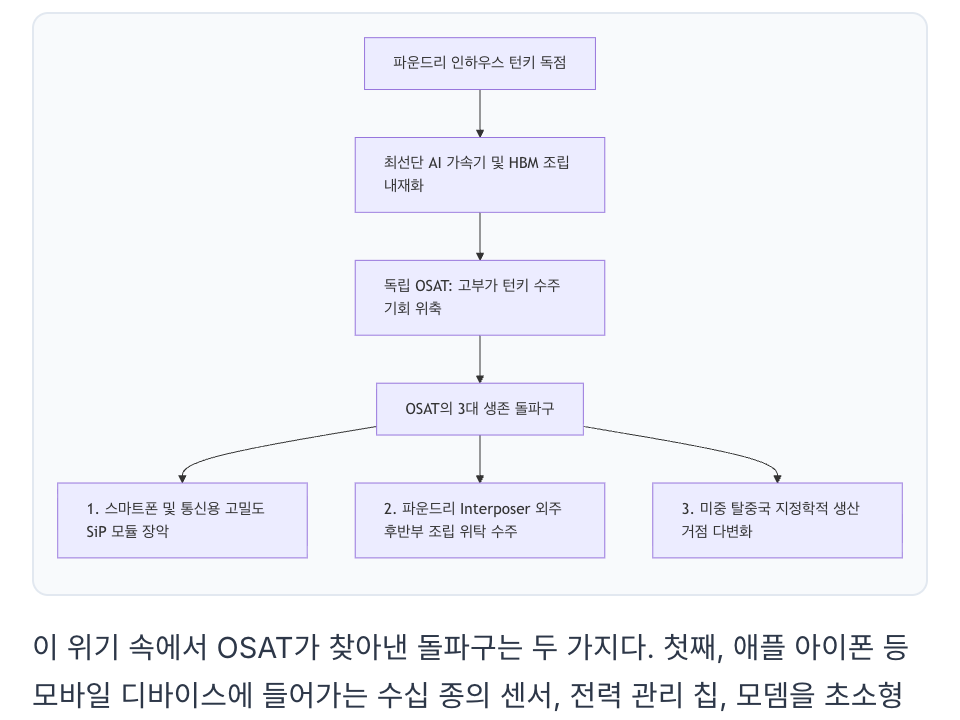 파운드리 인하우스 턴키 독점
최선단 AI 가속기 및 HBM 조립
내재화
독립 OSAT: 고부가 턴키 수주
기회 위축
OSAT의 3대 생존 돌파구
1. 스마트폰 및 통신용 고밀도
SiP 모듈 장악
2. 파운드리 Interposer 외주
후반부 조립 위탁 수주
3. 미중 탈중국 지정학적 생산
거점 다변화
이 위기 속에서 OSAT가 찾아낸 돌파구는 두 가지다. 첫째, 애플 아이폰 등
모바일 디바이스에 들어가는 수십 종의 센서, 전력 관리 칩, 모뎀을 초소형